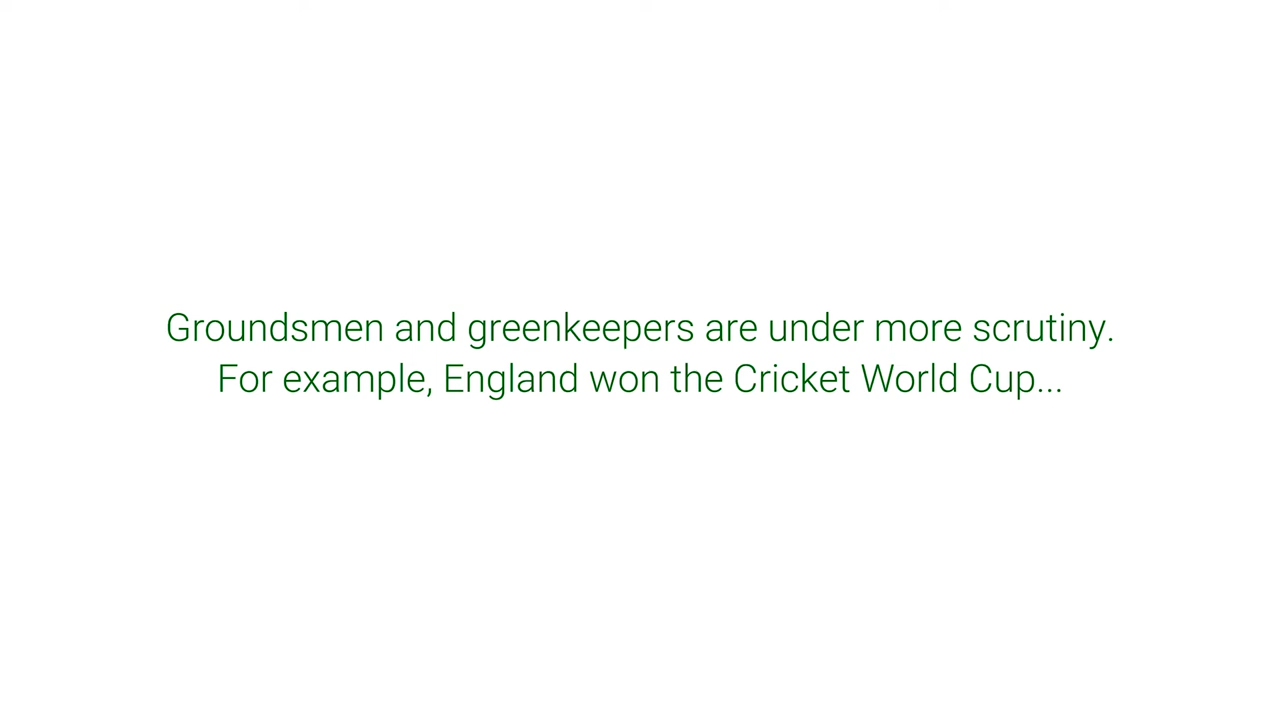 Groundsmen and greenkeepers are under more scrutiny.
For example, England won the Cricket World Cup...